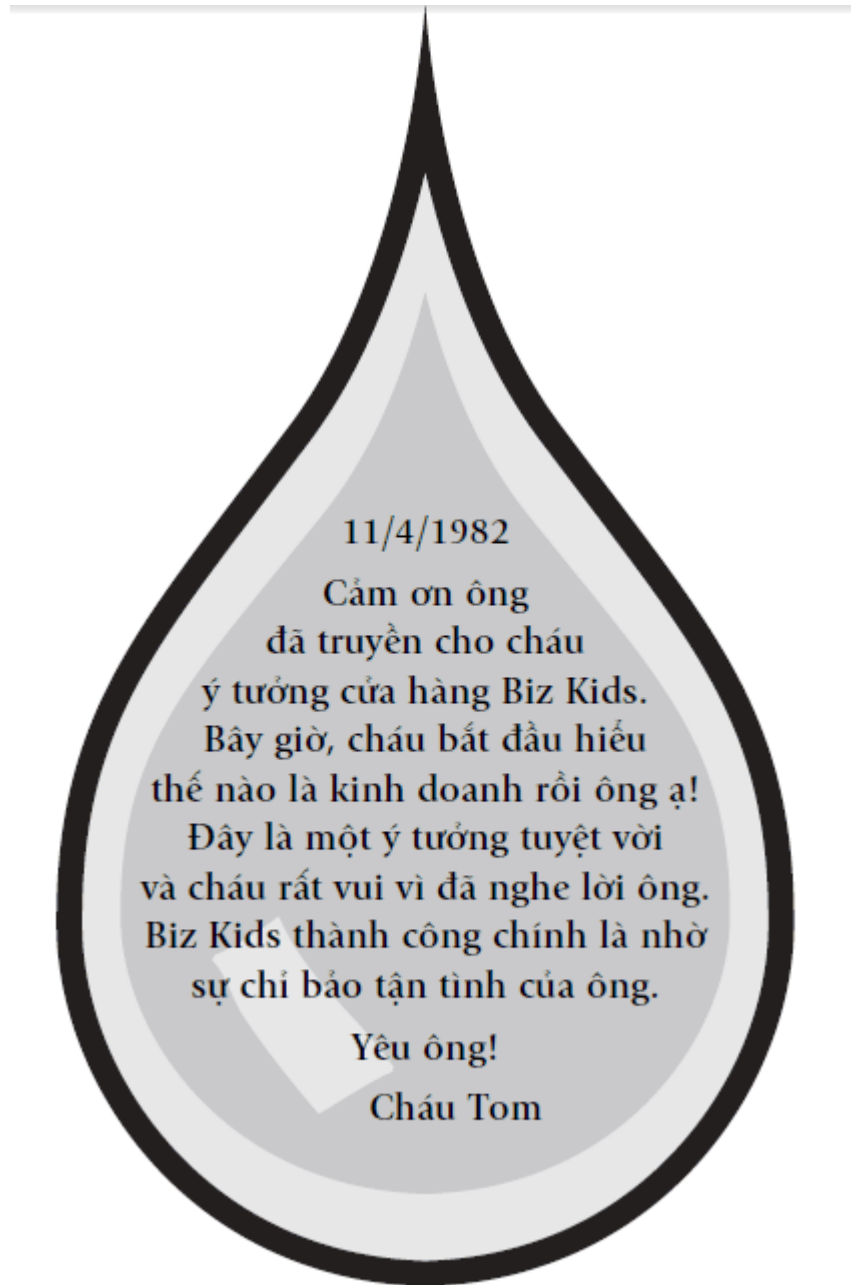 11/4/1982
Cảm ơn ông
đã truyền cho cháu
ý tưởng cửa hàng Biz Kids.
Bây giờ, cháu bắt đầu hiểu
thế nào là kinh doanh rồi ông ạ!
Đây là một ý tưởng tuyệt vời
và cháu rất vui vì đã nghe lời ông.
Biz Kids thành công chính là nhờ
sự chỉ bảo tận tình của ông.
Yêu ông!
Cháu Tom